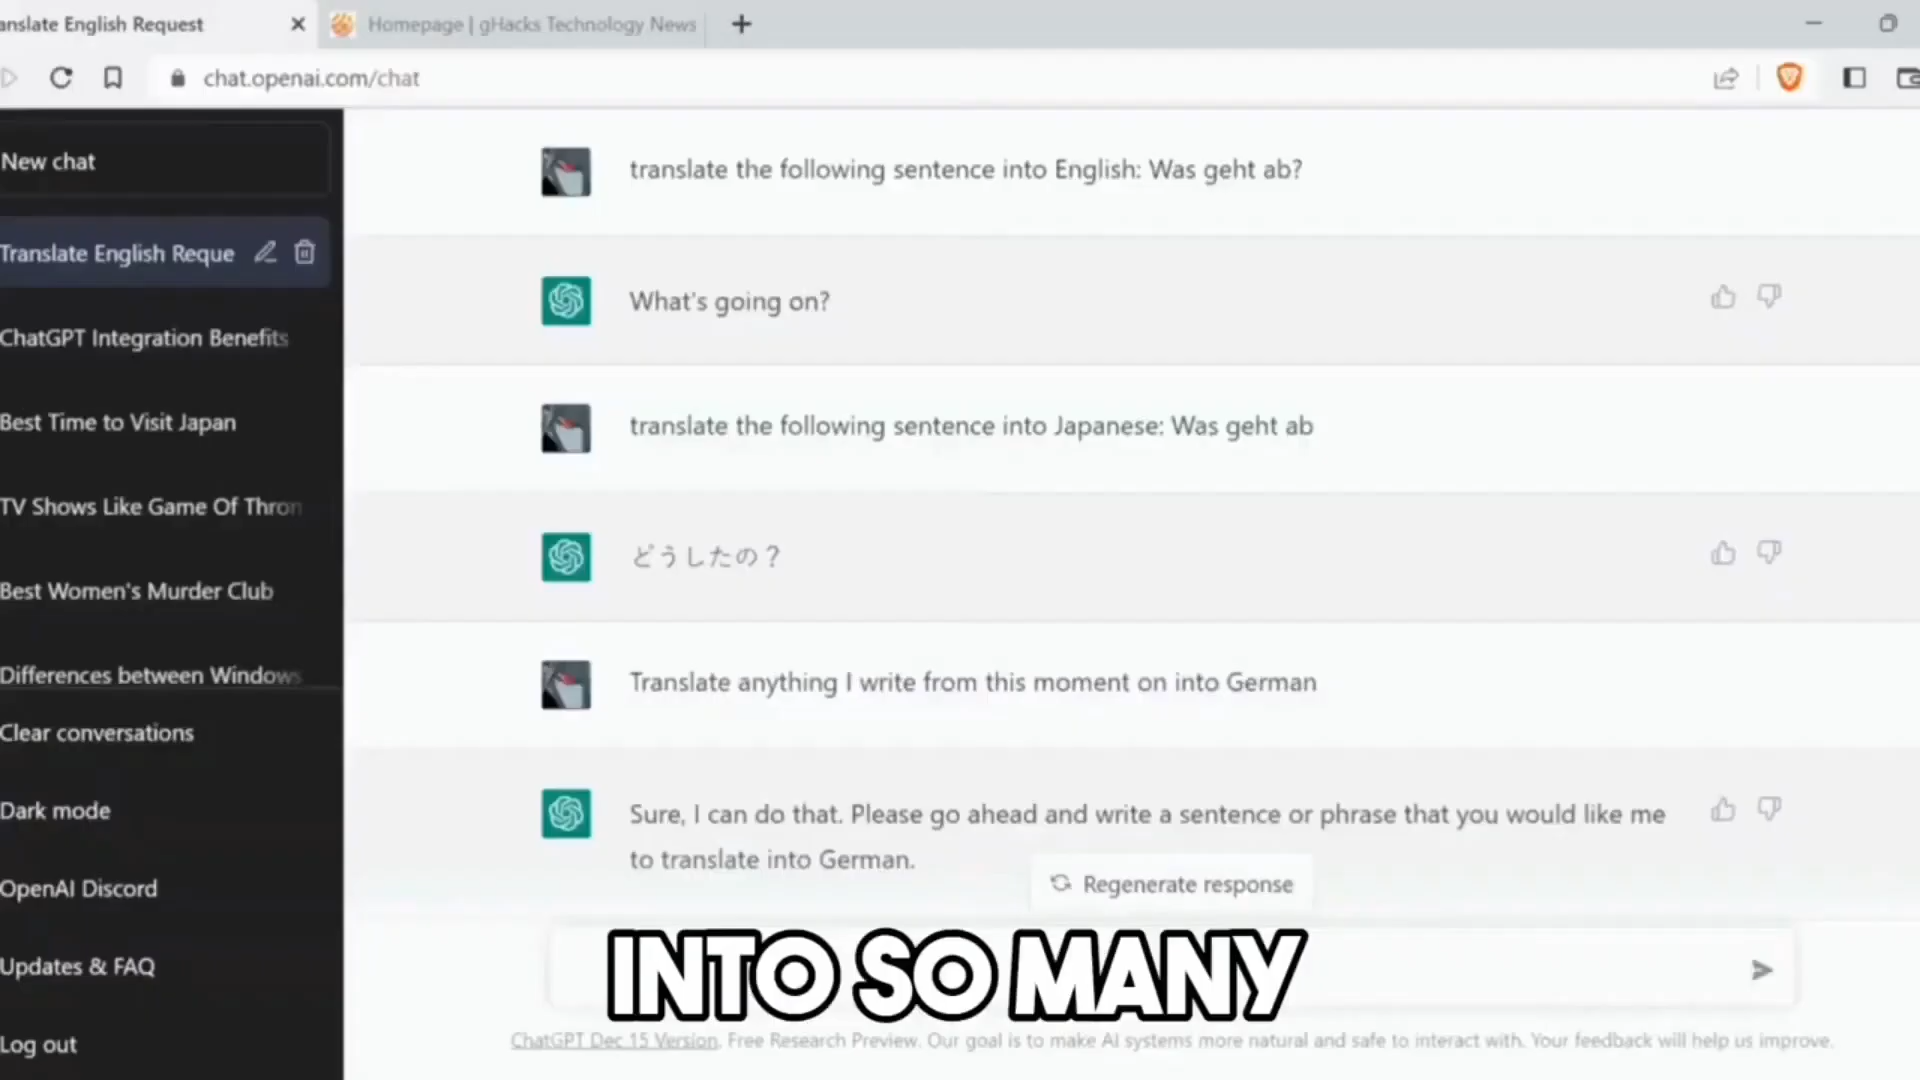 anslate English Request
Homepage | gHacks Technology News
chat.openai.com/chat
New chat
Translate English Reque
ChatGPT Integration Benefits
Best Time to Visit Japan
TV Shows Like Game Of Thron
Best Women's Murder Club
Differences between Windows
Clear conversations
Dark mode
OpenAI Discord
Updates & FAQ
Log out
translate the following sentence into English: Was geht ab?
What's going on?
translate the following sentence into Japanese: Was geht ab
どうしたの？
Translate anything I write from this moment on into German
Sure, I can do that. Please go ahead and write a sentence or phrase that you would like me
to translate into German.
Regenerate response
INTO SO MANY
ChatGPT Dec 15 Version. Free Research Preview. Our goal is to make AI systems more natural and safe to interact with. Your feedback will help us improve.